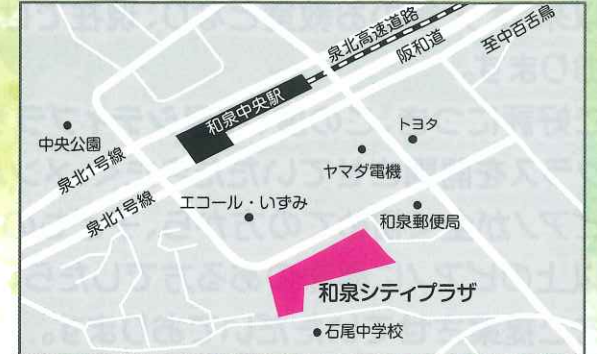 泉北高速道路
阪和道
至中百舌鳥
和泉中央駅
中央公園
トヨタ
ヤマダ電機
泉北1号線
泉北1号線
エコール・いずみ
和泉郵便局
和泉シティプラザ
石尾中学校